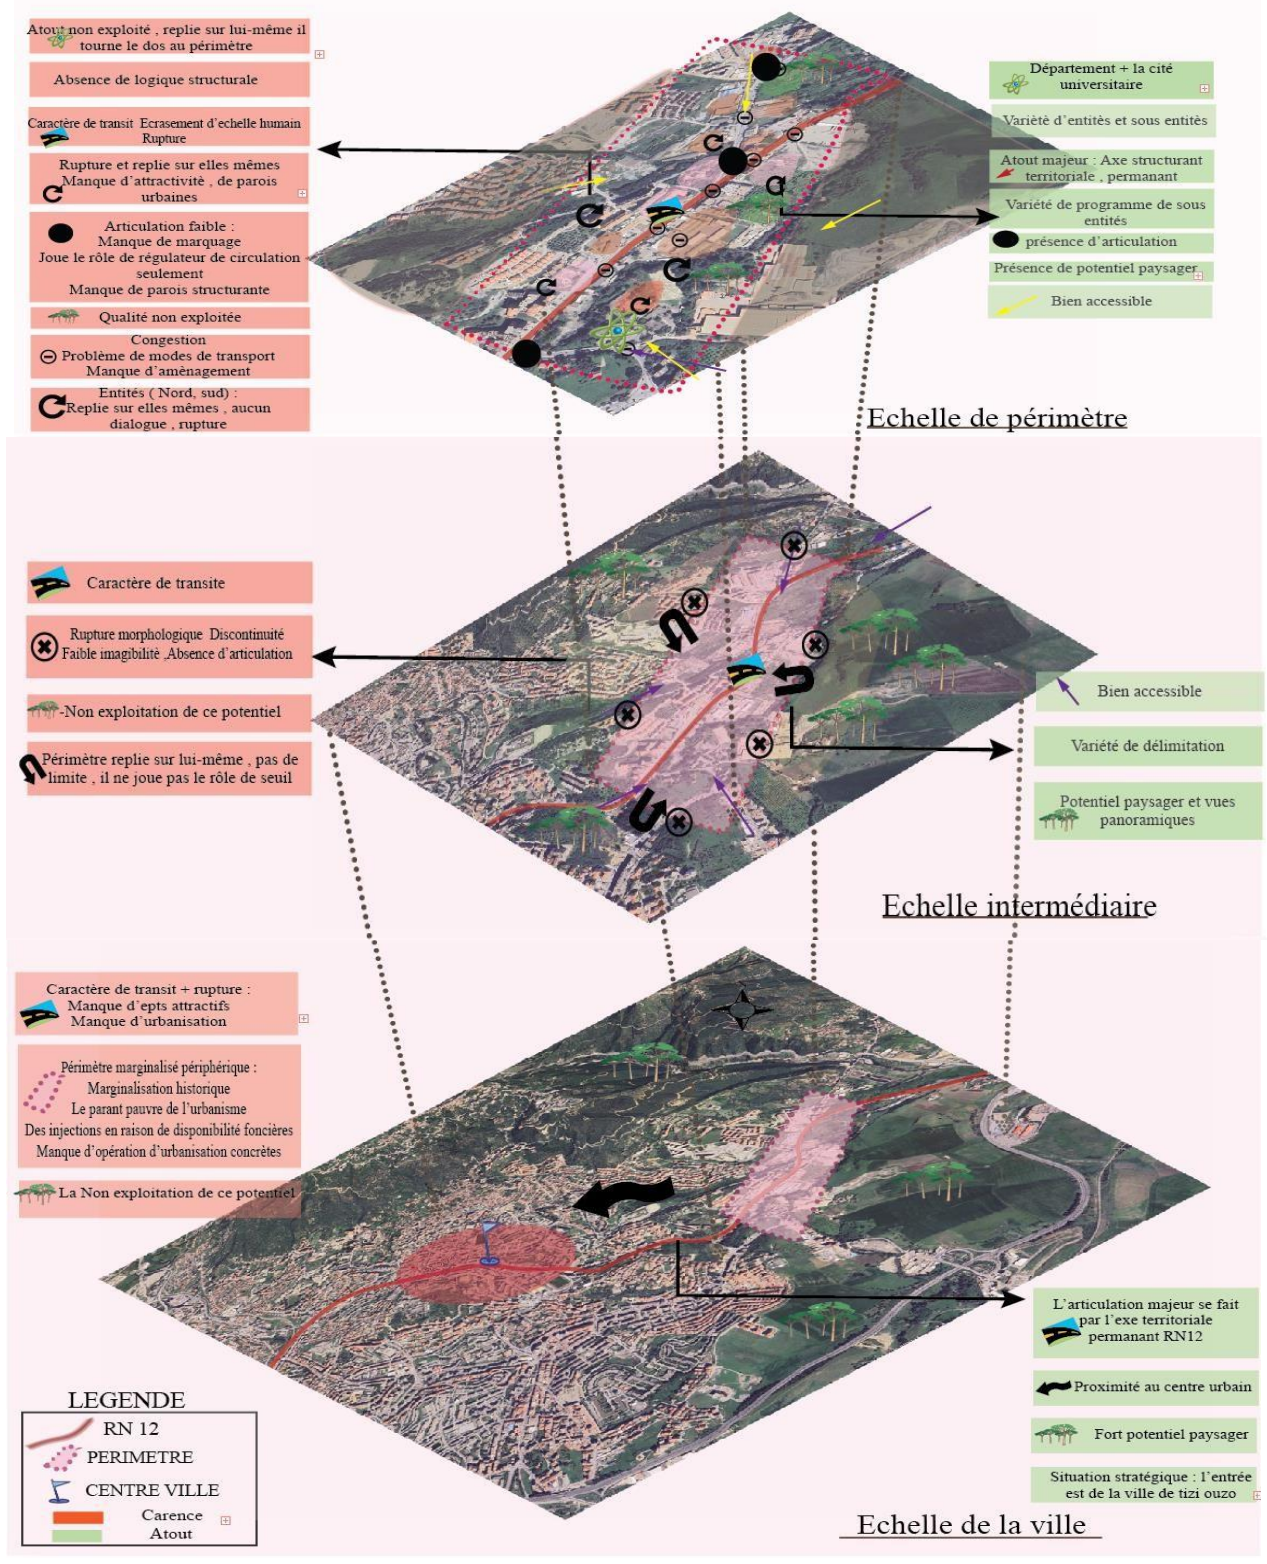 Atout non exploité , replie sur lui-même il
tourne le dos au périmètre
Absence de logique structurale
Caractère de transit Ecrasement d'echelle humain
Rupture
Rupture et replie sur elles mêmes
Manque d'attractivité , de parois
urbaines
Articulation faible :
Manque de marquage
Joue le rôle de régulateur de circulation
seulement
Manque de parois structurante
Qualité non exploitée
Congestion
Problème de modes de transport
Manque d'amènagement
Entités ( Nord, sud) :
Replie sur elles mêmes , aucun
dialogue , rupture
Département + la cité
universitaire
Variètè d'entitès et sous entitès
Atout majeur : Axe structurant
territoriale , permanant
Variété de programme de sous
entités
présence d'articulation
Présence de potentiel paysager
Bien accessible
Echelle de périmètre
Caractère de transite
Rupture morphologique Discontinuité
Faible imagibilité ,Absence d'articulation
-Non exploitation de ce potentiel
Périmètre replie sur lui-même , pas de
limite , il ne joue pas le rôle de seuil
Bien accessible
Variété de délimitation
Potentiel paysager et vues
panoramiques
Echelle intermédiaire
Caractère de transit + rupture :
Manque d'epts attractifs
Manque d'urbanisation
Périmètre marginalisé périphérique :
Marginalisation historique
Le parant pauvre de l'urbanisme
Des injections en raison de disponibilité foncières
Manque d'opération d'urbanisation concrètes
La Non exploitation de ce potentiel
L'articulation majeur se fait
par l'exe territoriale
permanant RN12
Proximité au centre urbain
Fort potentiel paysager
Situation stratégique : l'entrée
est de la ville de tizi ouzo
Echelle de la ville
LEGENDE
RN 12
PERIMETRE
CENTRE VILLE
Carence
Atout